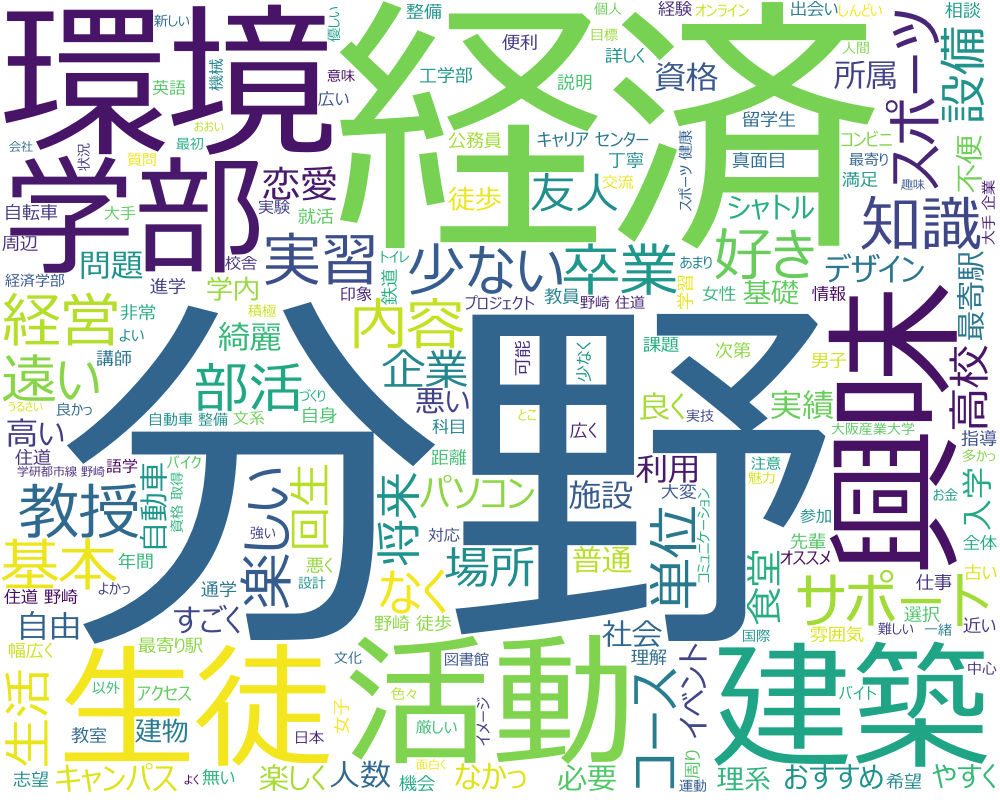 環境
経済
学部
分野
興味
生徒
活動
建築
新しい
優しい
整備
便利
個人
目標
経験
オンライン
出会い
しんどい
相談
人間
英語
機械
意味
広い
工学部
説明
詳しく
資格
所属
スポーツ
設備
おおい
最初
会社
状況
質問
公務員
キャリア センター
丁寧
留学生
コンビニ
真面目
最寄り
満足
不便
恋愛
友人
徒歩
交流
スポーツ 健康
趣味
大手 企業
自転車
大手
実験
就活
シャトル
知識
周辺
問題
校舎
実習
トイレ
鉄道
少ない
卒業
あまり
好き
デザイン
最寄駅
経済学部
進学
学内
印象
プロジェクト
教員
野崎 住道
学習
女性
基礎
情報
経営
非常
積極
よい
綺麗
内容
可能
少なく
課題
次第
高校
講師
遠い
部活
づくり
企業
男子
うるさい
良かっ
自動車 整備
文系
自身
悪い
とこ
実技
科目
広く
良く
実績
大阪産業大学
指導
高い
住道
学研都市線 野崎
語学
バイク
距離
利用
注意
多かっ
教授
自動車
資格 取得
楽しい
回生
将来
パソコン
施設
大変
魅力
お金
入学
強い
対応
単位
コミュニケーション
参加
先輩
全体
基本
年間
悪く
場所
普通
食堂
オススメ
仕事
古い
住道 野崎
よかっ
通学
設計
なく
サポート
自由
すごく
野崎 徒歩
社会
選択
近い
幅広く
最寄り駅
国際
雰囲気
難しい
一緒
生活
以外
アクセス
文化
図書館
理解
コース
イベント
色々
バイト
中心
教室
建物
日本
女子
厳しい
イメージ
周り
志望
キャンパス
よく
無い
楽しく
人数
面白く
機会
なかっ
必要
運動
理系
おすすめ
希望
やすく